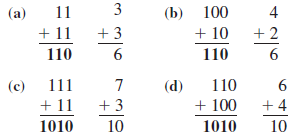 (a) 11 3 (b) 100 4
+ 11 + 3 + 10 + 2
110 6 110 6
(c) 111 7 (d) 110 6
+ 11 + 3 + 100 + 4
1010 10 1010 10